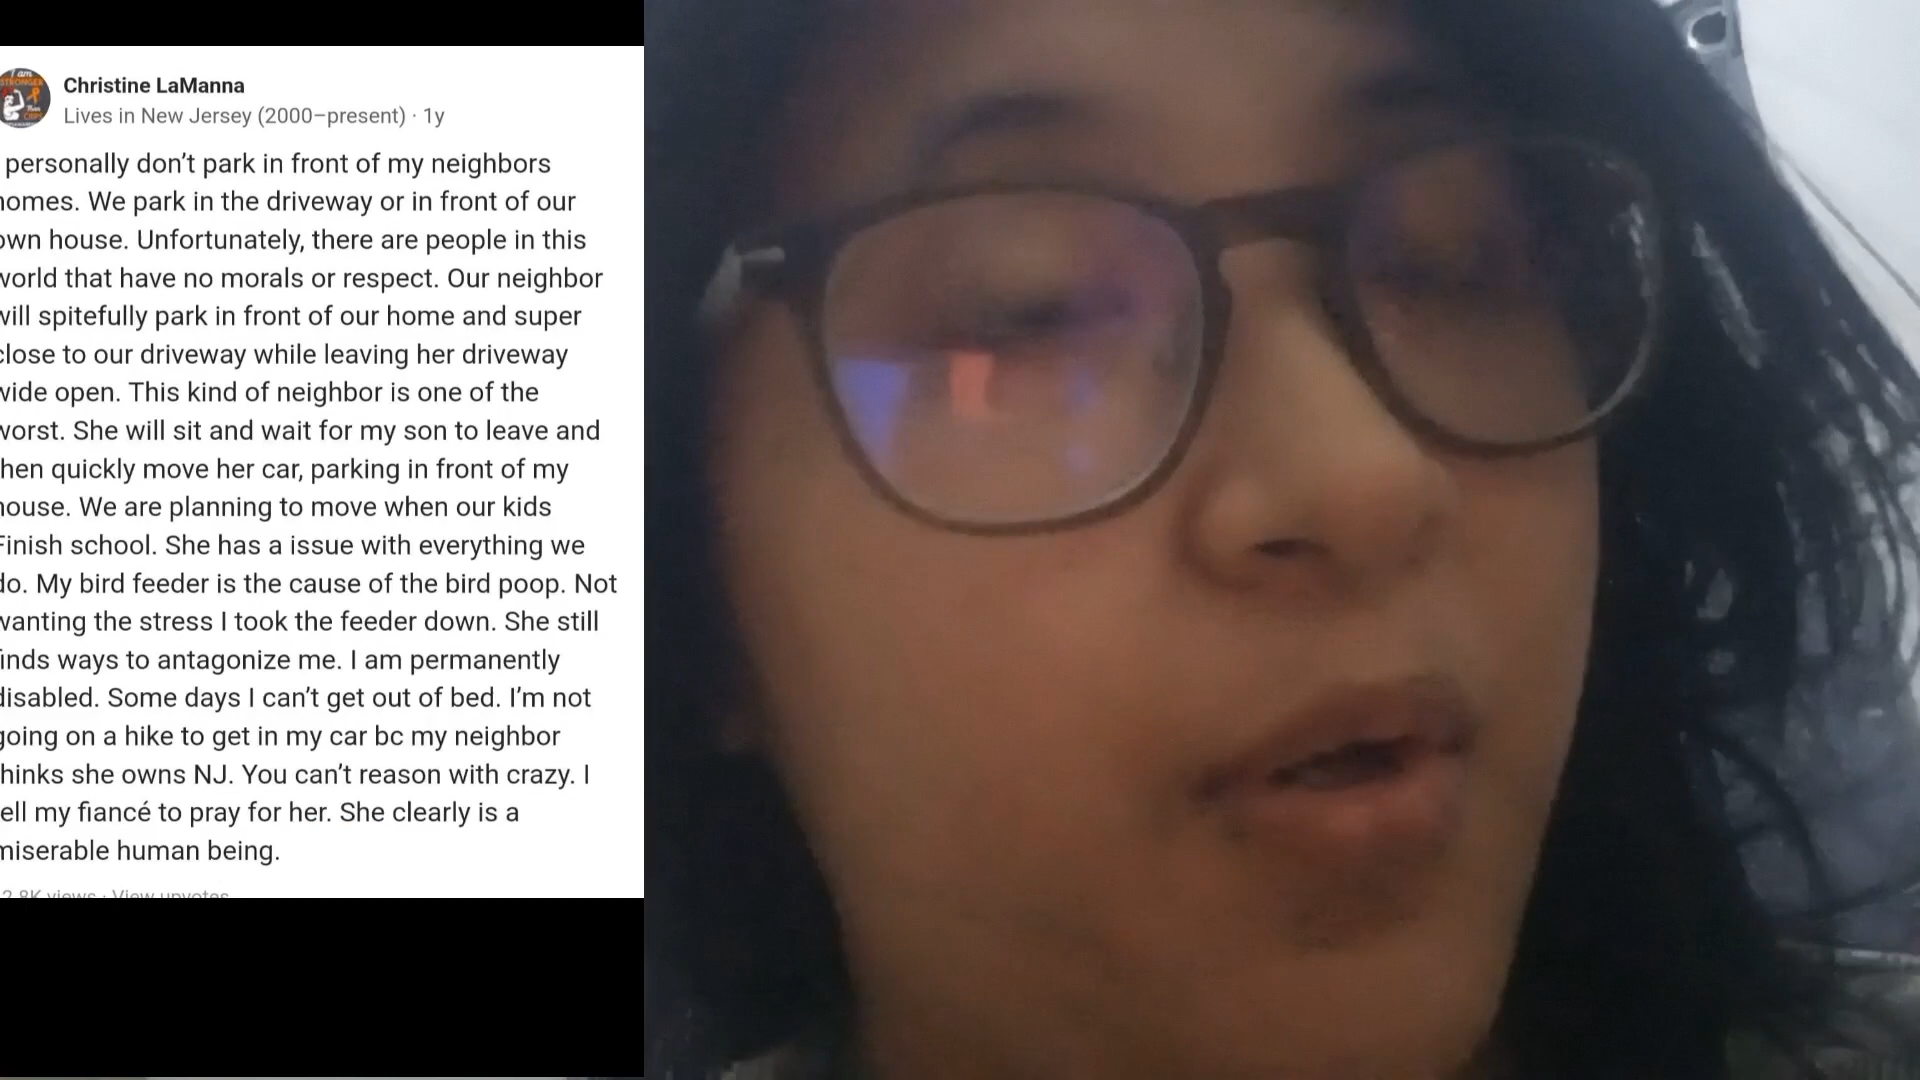 I am
STRONGER
Christine LaManna
Lives in New Jersey (2000–present) · 1y
personally don't park in front of my neighbors
homes. We park in the driveway or in front of our
own house. Unfortunately, there are people in this
world that have no morals or respect. Our neighbor
will spitefully park in front of our home and super
close to our driveway while leaving her driveway
wide open. This kind of neighbor is one of the
worst. She will sit and wait for my son to leave and
then quickly move her car, parking in front of my
house. We are planning to move when our kids
Finish school. She has a issue with everything we
do. My bird feeder is the cause of the bird poop. Not
wanting the stress I took the feeder down. She still
finds ways to antagonize me. I am permanently
disabled. Some days I can't get out of bed. I'm not
going on a hike to get in my car bc my neighbor
thinks she owns NJ. You can't reason with crazy. I
tell my fiancé to pray for her. She clearly is a
miserable human being.
2.8K views · View upvotes